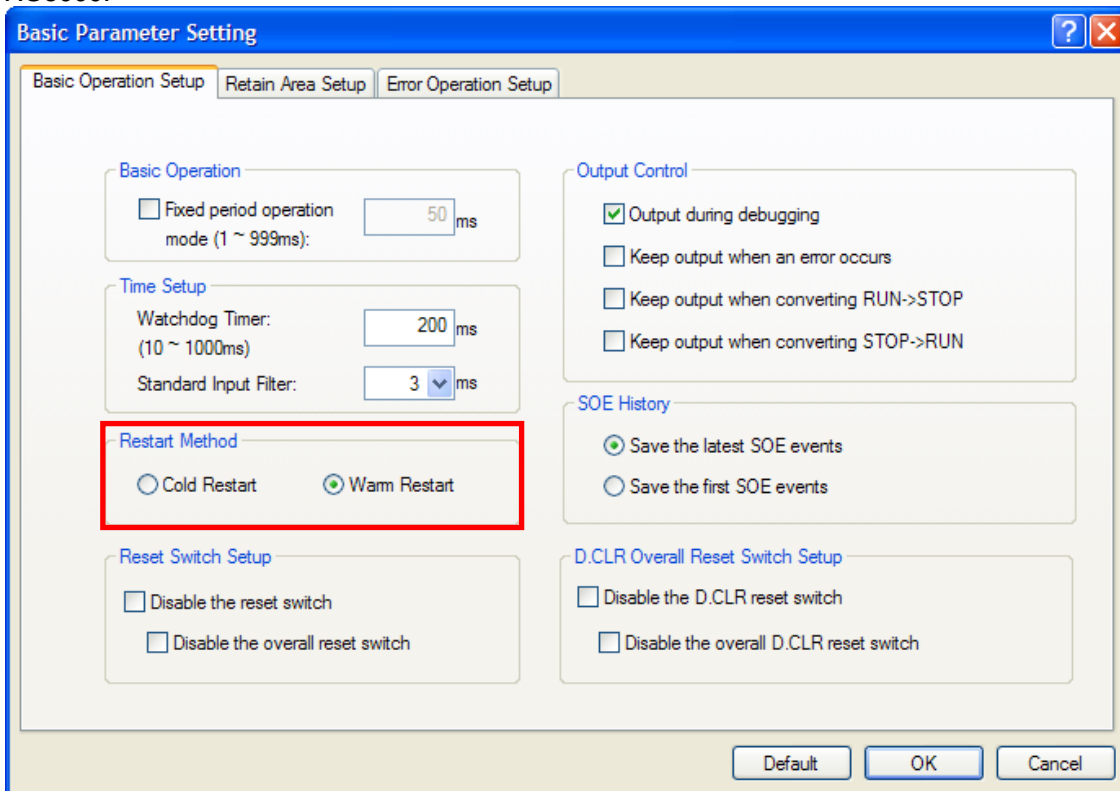 Basic Parameter Setting
Basic Operation Setup
Retain Area Setup
Error Operation Setup
Basic Operation
Fixed period operation
mode (1 ~ 999ms):
50 ms
Time Setup
Watchdog Timer:
(10 ~ 1000ms)
200 ms
Standard Input Filter:
3 ms
Restart Method
Cold Restart
Warm Restart
Reset Switch Setup
Disable the reset switch
Disable the overall reset switch
Output Control
Output during debugging
Keep output when an error occurs
Keep output when converting RUN->STOP
Keep output when converting STOP->RUN
SOE History
Save the latest SOE events
Save the first SOE events
D.CLR Overall Reset Switch Setup
Disable the D.CLR reset switch
Disable the overall D.CLR reset switch
Default
OK
Cancel